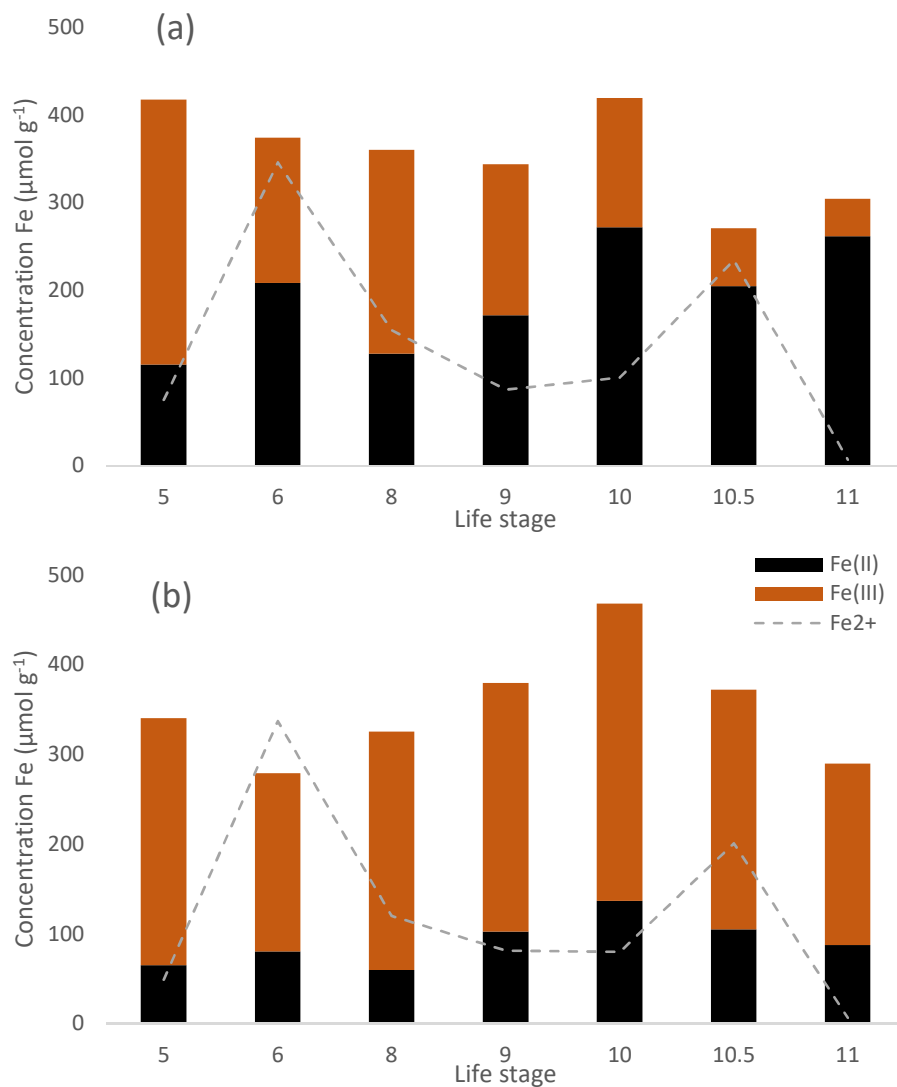 (a)
Concentration Fe (µmol g⁻¹)
500
400
300
200
100
0
5 6 8 9 10 10.5 11
Life stage
Fe(II)
Fe(III)
Fe2+
(b)
Concentration Fe (µmol g⁻¹)
500
400
300
200
100
0
5 6 8 9 10 10.5 11
Life stage